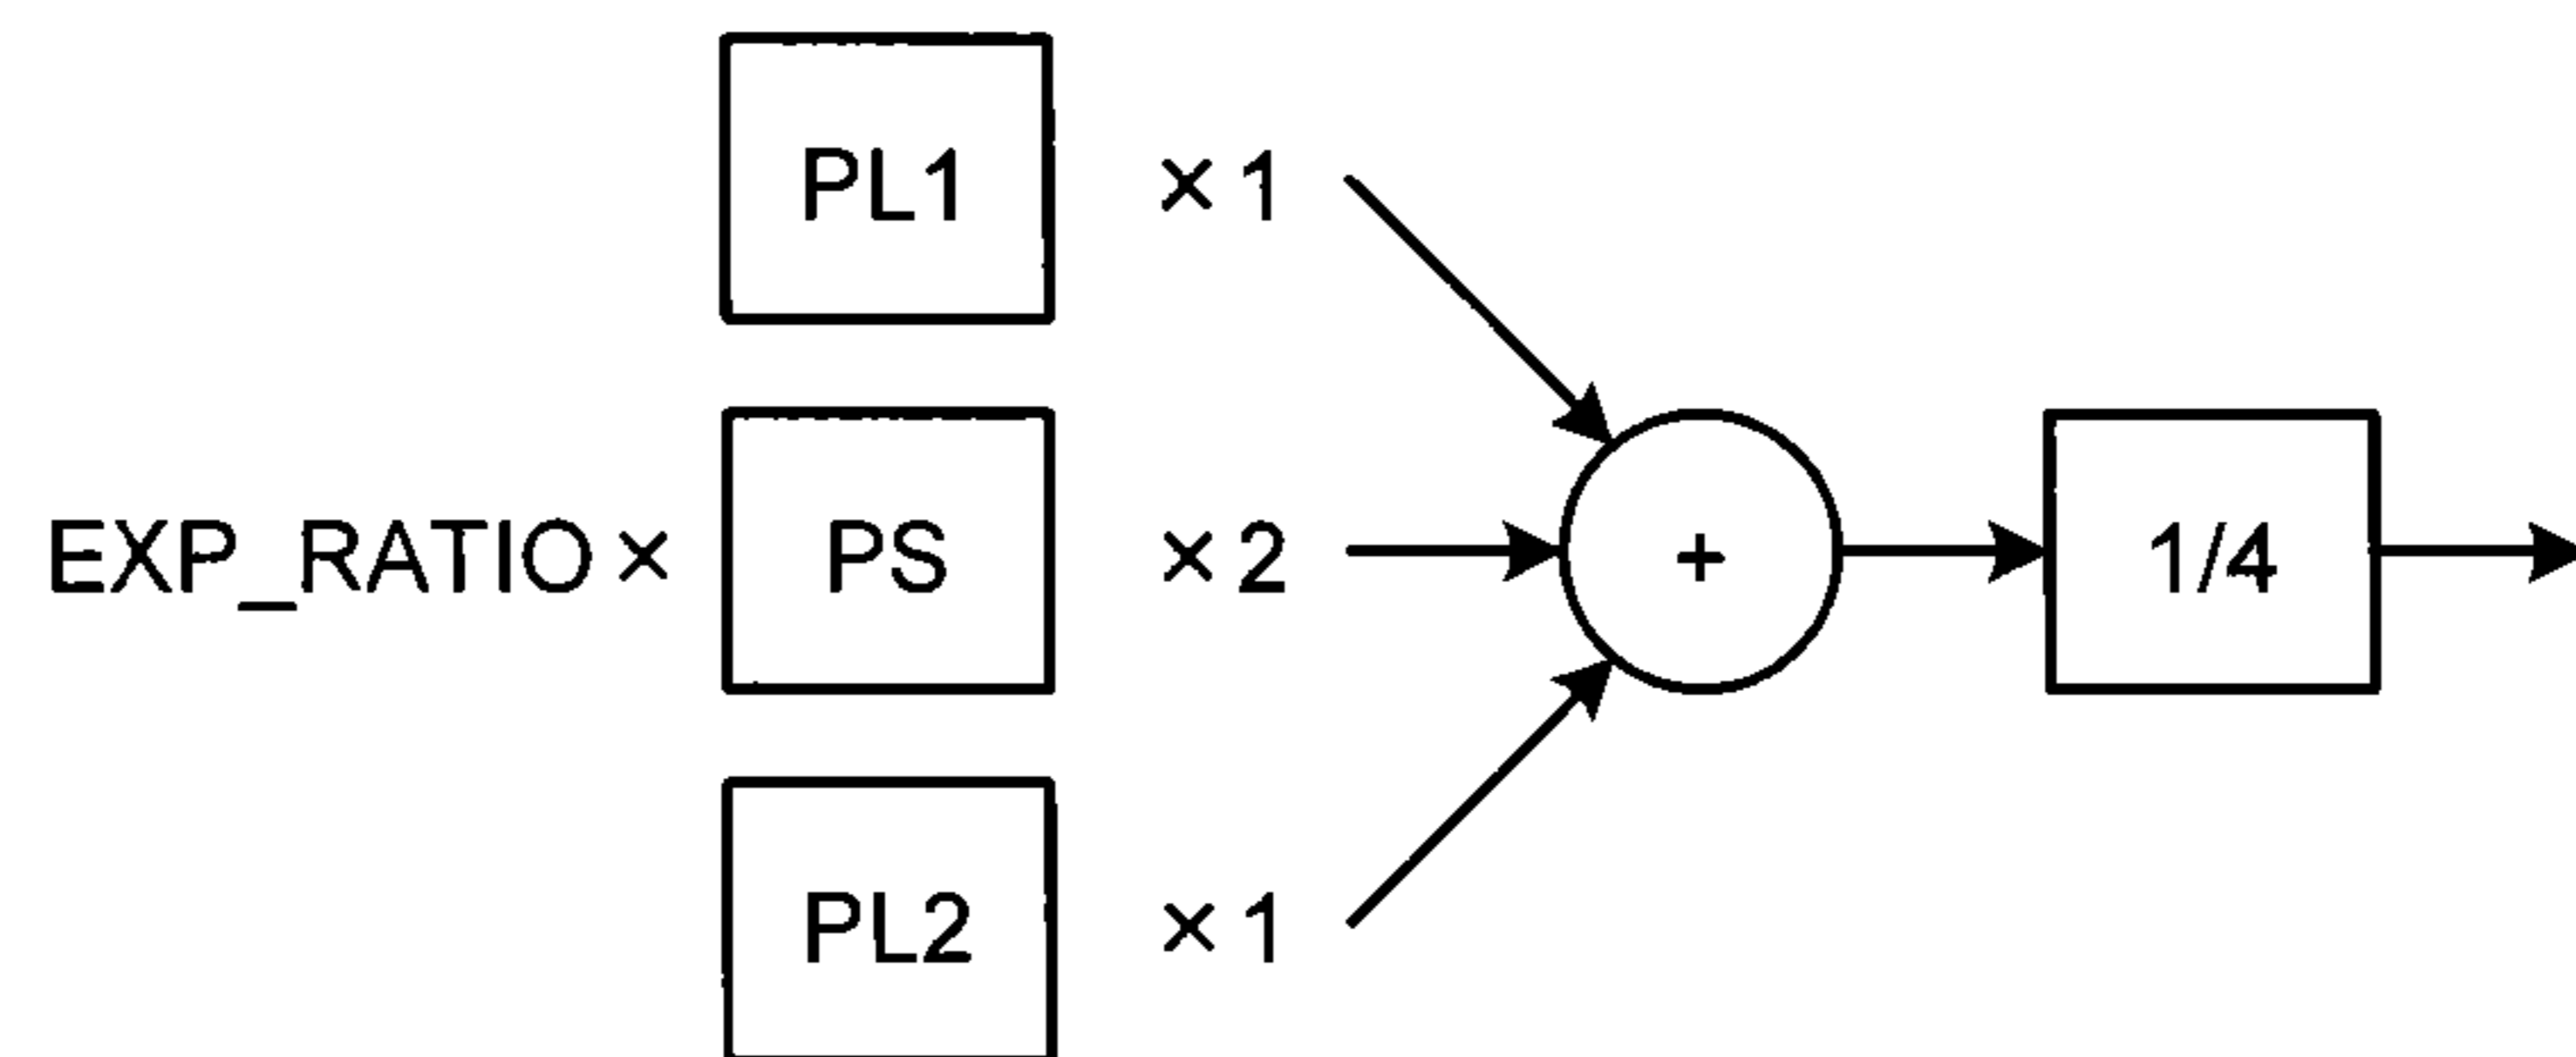 PL1 × 1
EXP_RATIO × PS × 2 + 1/4
PL2 × 1